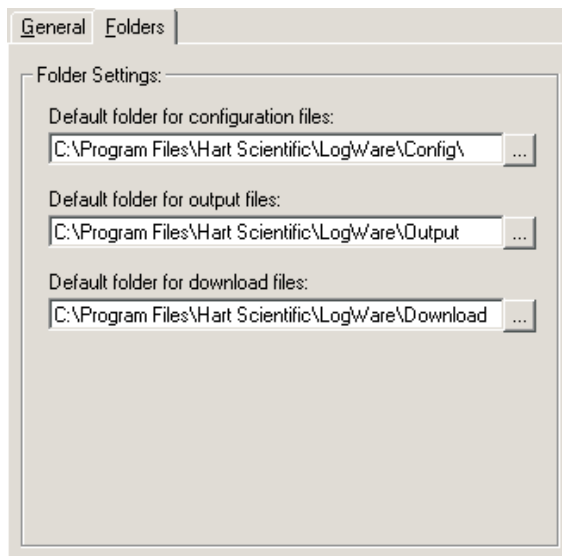 General Folders
Folder Settings:
Default folder for configuration files:
C:\Program Files\Hart Scientific\LogWare\Config\ ...
Default folder for output files:
C:\Program Files\Hart Scientific\LogWare\Output ...
Default folder for download files:
C:\Program Files\Hart Scientific\LogWare\Download ...